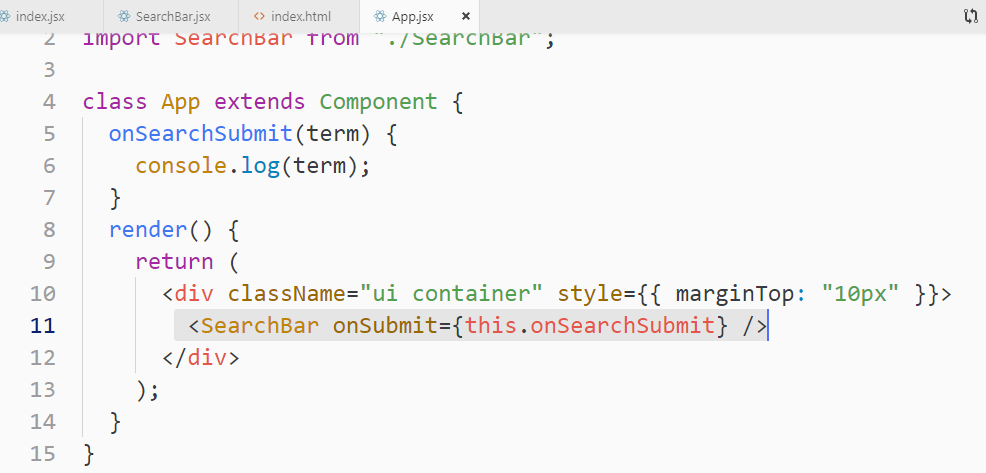 index.jsx SearchBar.jsx <> index.html App.jsx ×
2 import SearchBar from "./SearchBar";
3
4 class App extends Component {
5 onSearchSubmit(term) {
6 console.log(term);
7 }
8 render() {
9 return (
10 <div className="ui container" style={{ marginTop: "10px" }}>
11 <SearchBar onSubmit={this.onSearchSubmit} />
12 </div>
13 );
14 }
15 }